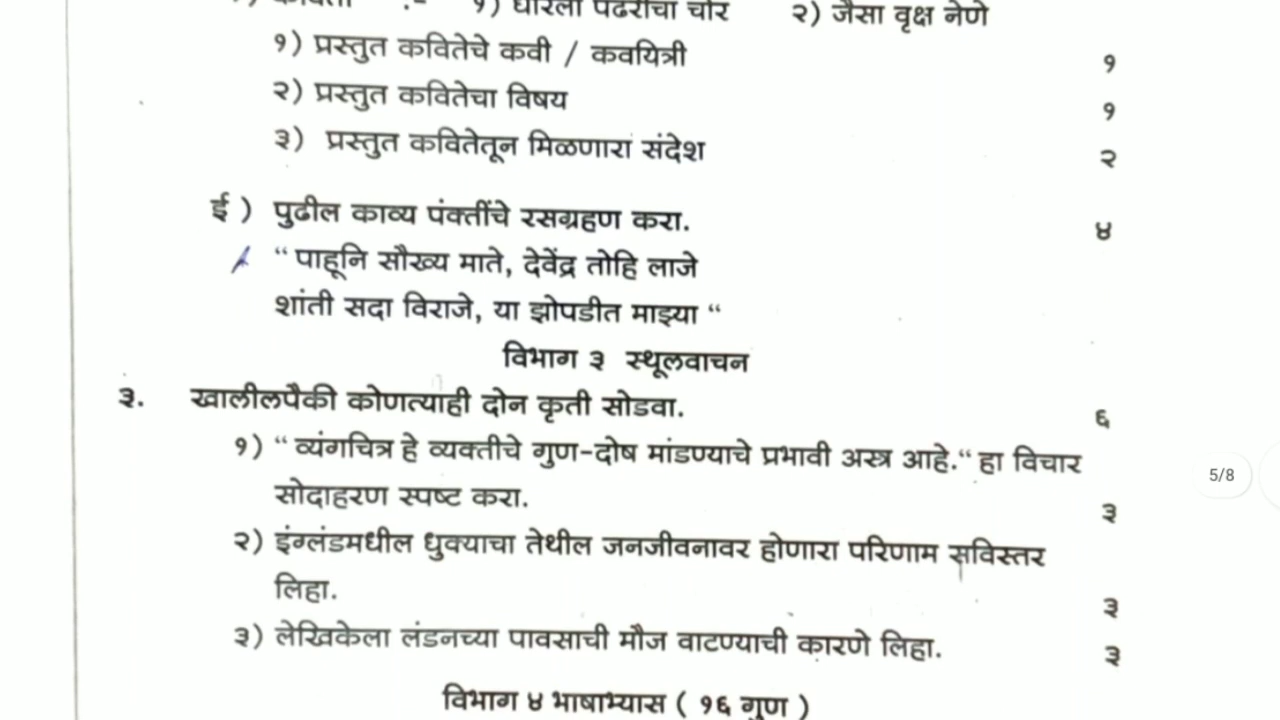 कविता :- १) धरिला पंढरीचा चोर २) जैसा वृक्ष नेणे
१) प्रस्तुत कवितेचे कवी / कवयित्री १
२) प्रस्तुत कवितेचा विषय १
३) प्रस्तुत कवितेतून मिळणारा संदेश २
ई ) पुढील काव्य पंक्तींचे रसग्रहण करा. ४
“ पाहूनि सौख्य माते, देवेंद्र तोहि लाजे
शांती सदा विराजे, या झोपडीत माझ्या “
विभाग ३ स्थूलवाचन
३. खालीलपैकी कोणत्याही दोन कृती सोडवा. ६
१) “ व्यंगचित्र हे व्यक्तीचे गुण-दोष मांडण्याचे प्रभावी अस्त्र आहे.“ हा विचार
सोदाहरण स्पष्ट करा. ३
5/8
२) इंग्लंडमधील धुक्याचा तेथील जनजीवनावर होणारा परिणाम सविस्तर
लिहा. ३
३) लेखिकेला लंडनच्या पावसाची मौज वाटण्याची कारणे लिहा. ३
विभाग ४ भाषाभ्यास ( १६ गुण )